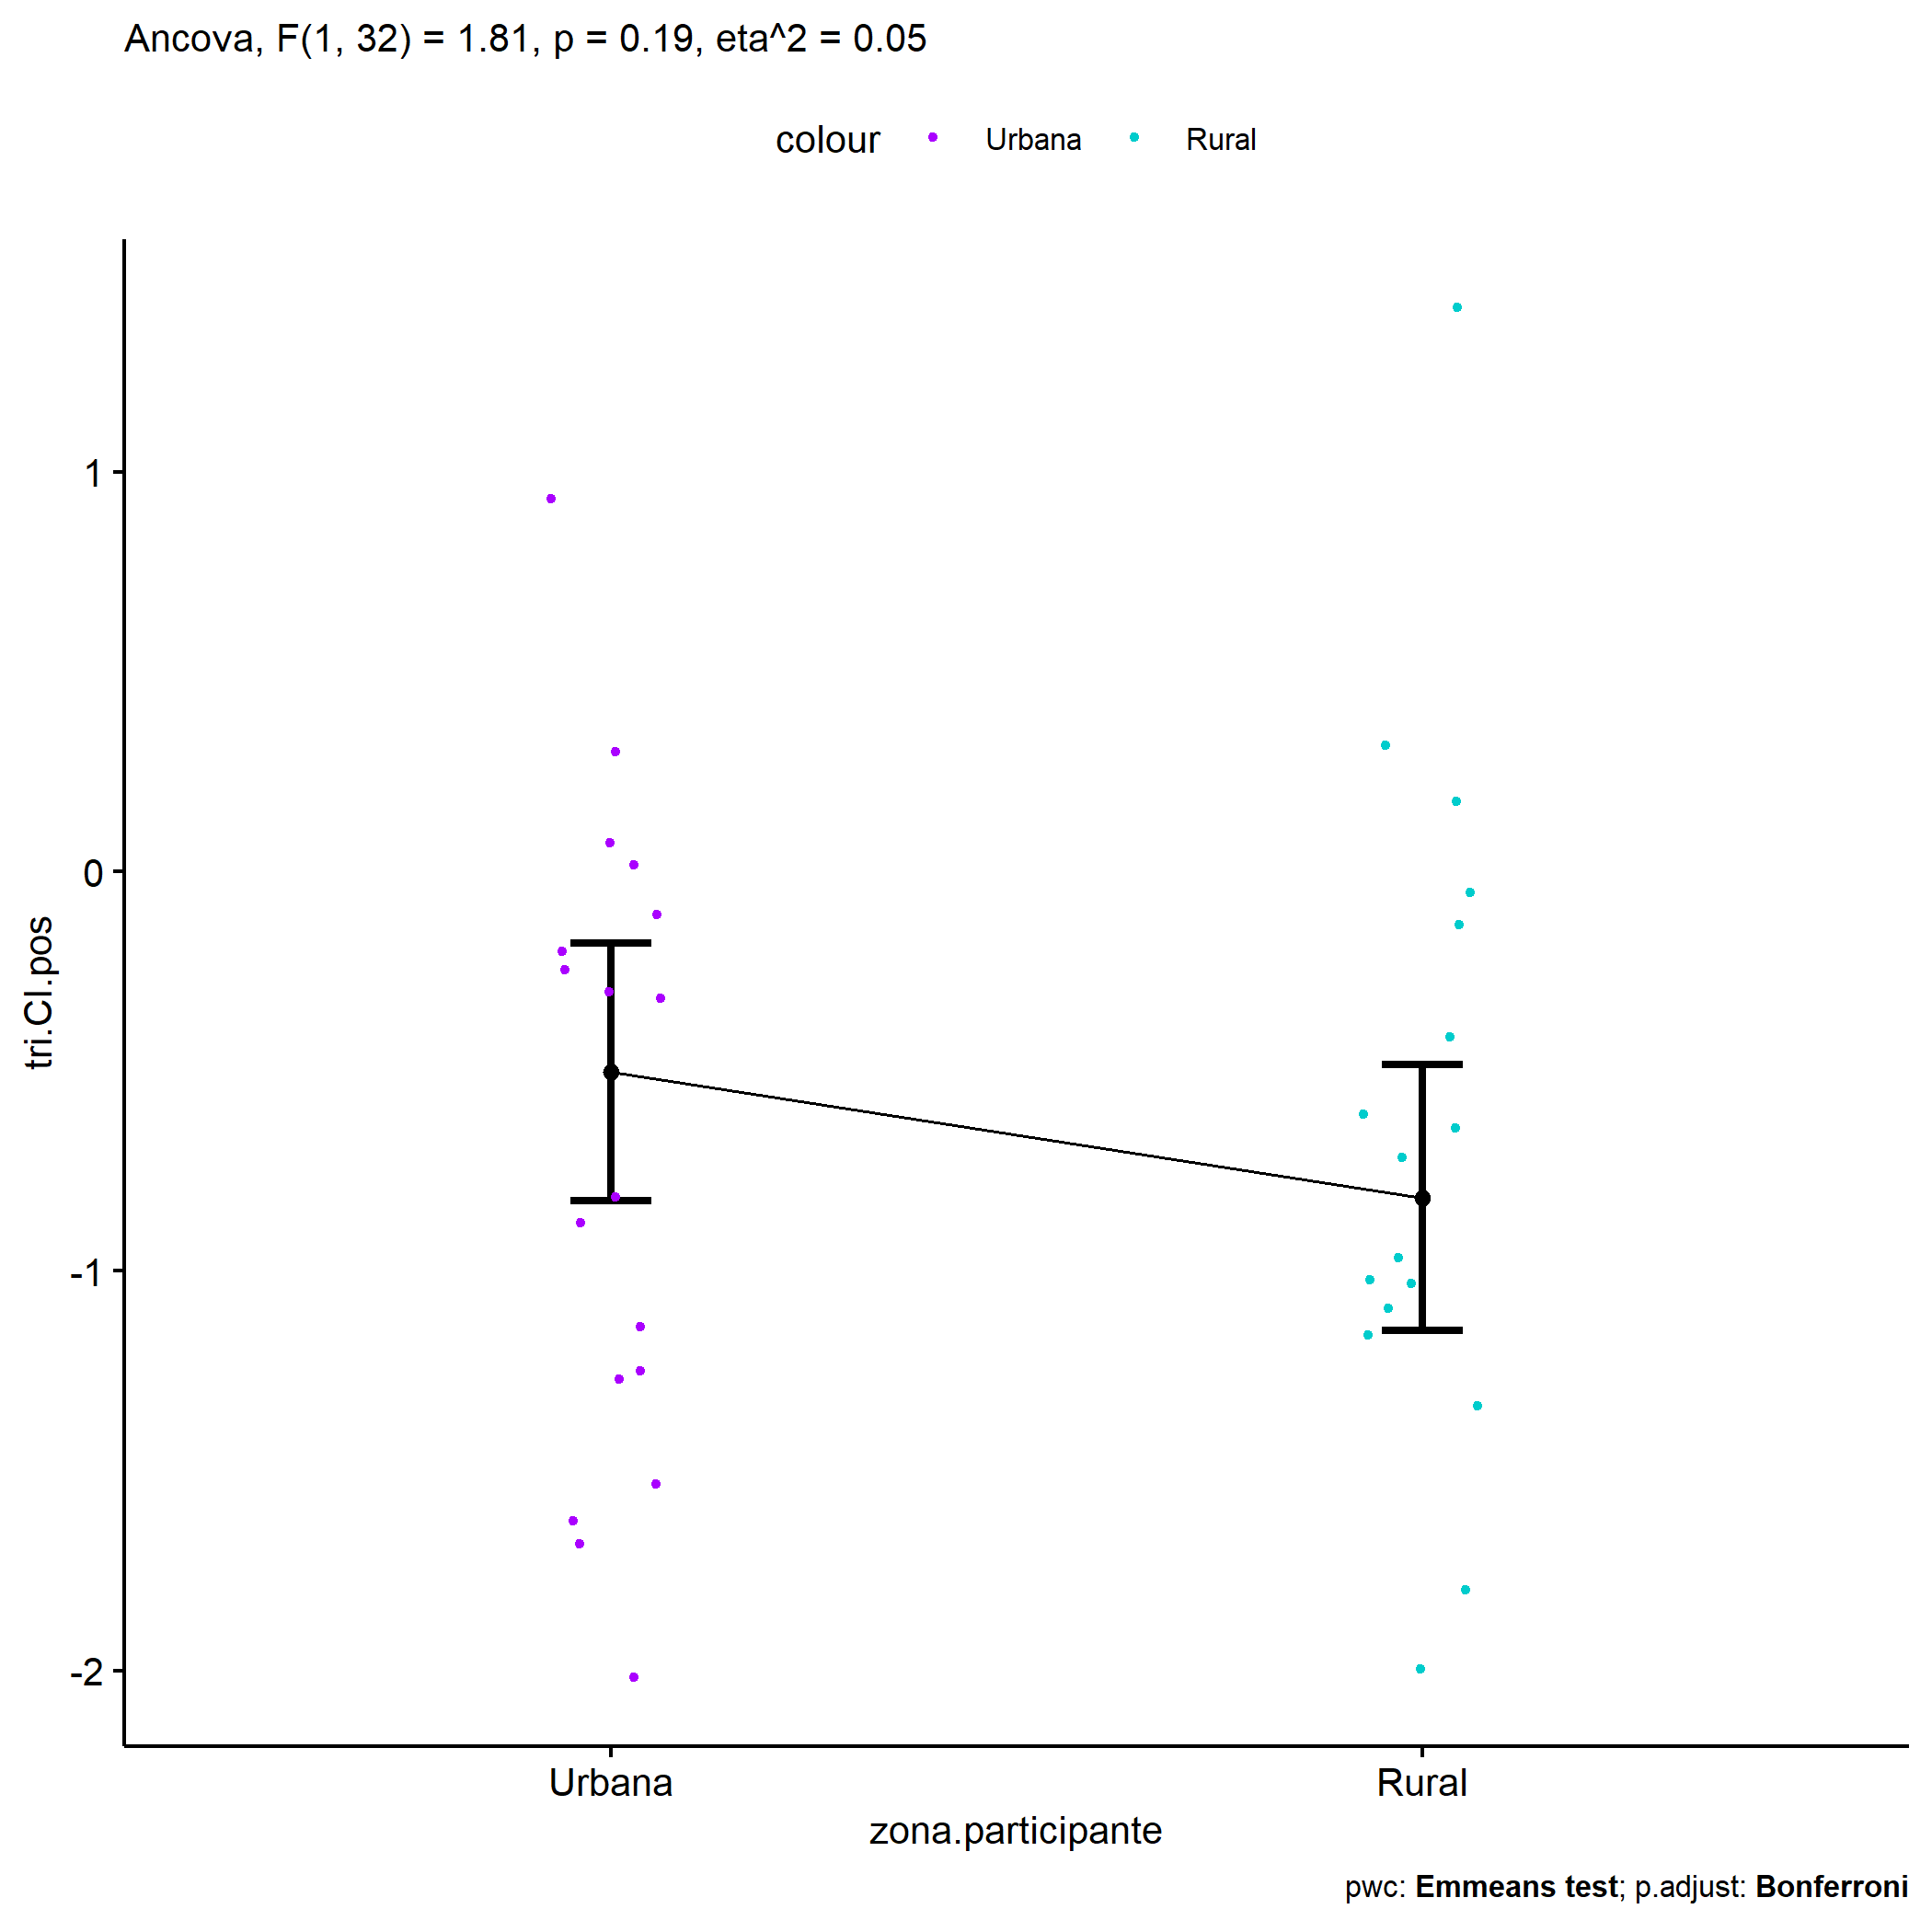 Ancova, F(1, 32) = 1.81, p = 0.19, eta^2 = 0.05
colour Urbana Rural
1
0
-1
-2
tri.CI.pos
Urbana Rural
zona.participante
pwc: Emmeans test; p.adjust: Bonferroni